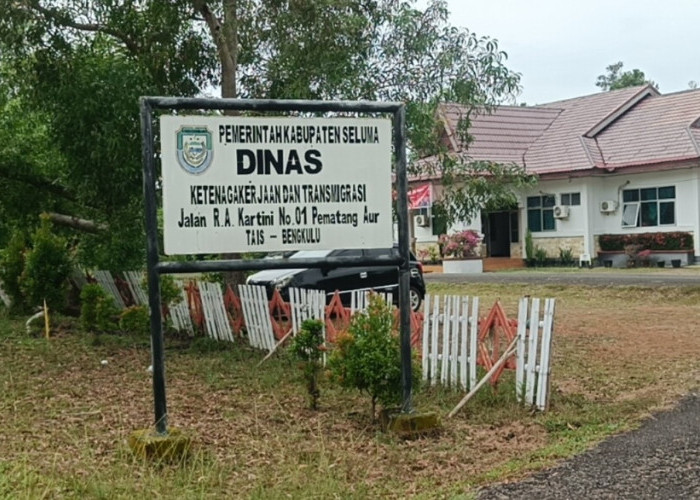 PEMERINTAH KABUPATEN SELUMA
DINAS
KETENAGAKERJAAN DAN TRANSMIGRASI
Jalan R.A. Kartini No.01 Pematang Aur
TAIS - BENGKULU